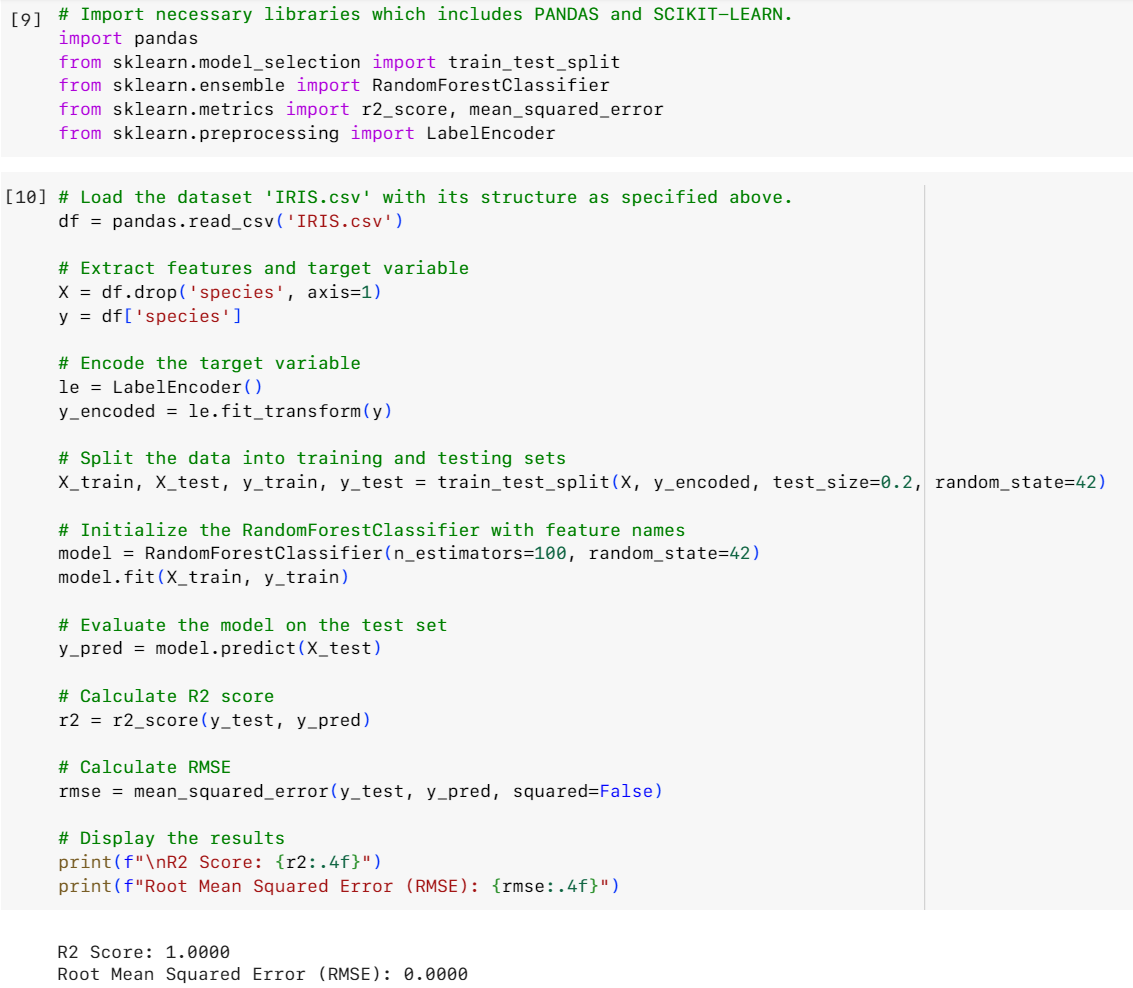 [9] # Import necessary libraries which includes PANDAS and SCIKIT-LEARN.
import pandas
from sklearn.model_selection import train_test_split
from sklearn.ensemble import RandomForestClassifier
from sklearn.metrics import r2_score, mean_squared_error
from sklearn.preprocessing import LabelEncoder
[10] # Load the dataset 'IRIS.csv' with its structure as specified above.
df = pandas.read_csv('IRIS.csv')
# Extract features and target variable
X = df.drop('species', axis=1)
y = df['species']
# Encode the target variable
le = LabelEncoder()
y_encoded = le.fit_transform(y)
# Split the data into training and testing sets
X_train, X_test, y_train, y_test = train_test_split(X, y_encoded, test_size=0.2, random_state=42)
# Initialize the RandomForestClassifier with feature names
model = RandomForestClassifier(n_estimators=100, random_state=42)
model.fit(X_train, y_train)
# Evaluate the model on the test set
y_pred = model.predict(X_test)
# Calculate R2 score
r2 = r2_score(y_test, y_pred)
# Calculate RMSE
rmse = mean_squared_error(y_test, y_pred, squared=False)
# Display the results
print(f"\nR2 Score: {r2:.4f}")
print(f"Root Mean Squared Error (RMSE): {rmse:.4f}")
R2 Score: 1.0000
Root Mean Squared Error (RMSE): 0.0000